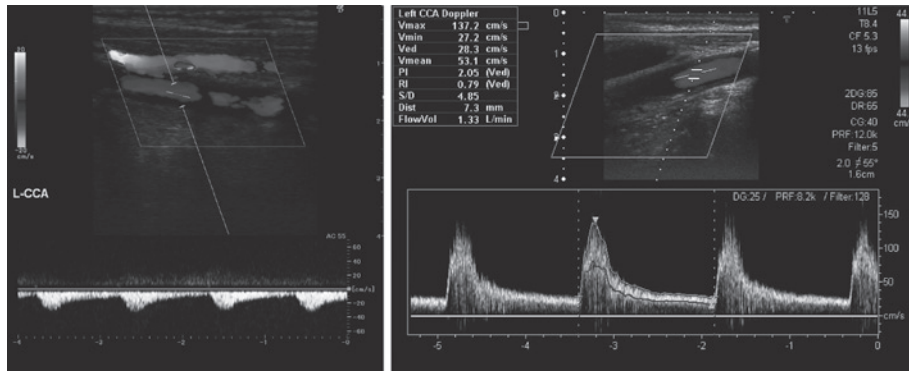 20
-20
cm/s
L-CCA
1
2
3
4
AC 55
60
40
20
[cm/s]
-20
-40
-60
-4
-3
-2
-1
0
Left CCA Doppler
Vmax 137.2 cm/s
Vmin 27.2 cm/s
Ved 28.3 cm/s
Vmean 53.1 cm/s
PI 2.05 (Ved)
RI 0.79 (Ved)
S/D 4.85
Dist 7.3 mm
FlowVol 1.33 L/min
0
1
2
4
11L5
T8.4
CF 5.3
13 fps
2DG:85
DR:65
CG:40
PRF:12.0k
Filter:5
2.0 55°
1.6cm
44
44
cm/s
DG:25 / PRF:8.2k / Filter:128
150
100
50
cm/s
-5
-4
-3
-2
-1
0